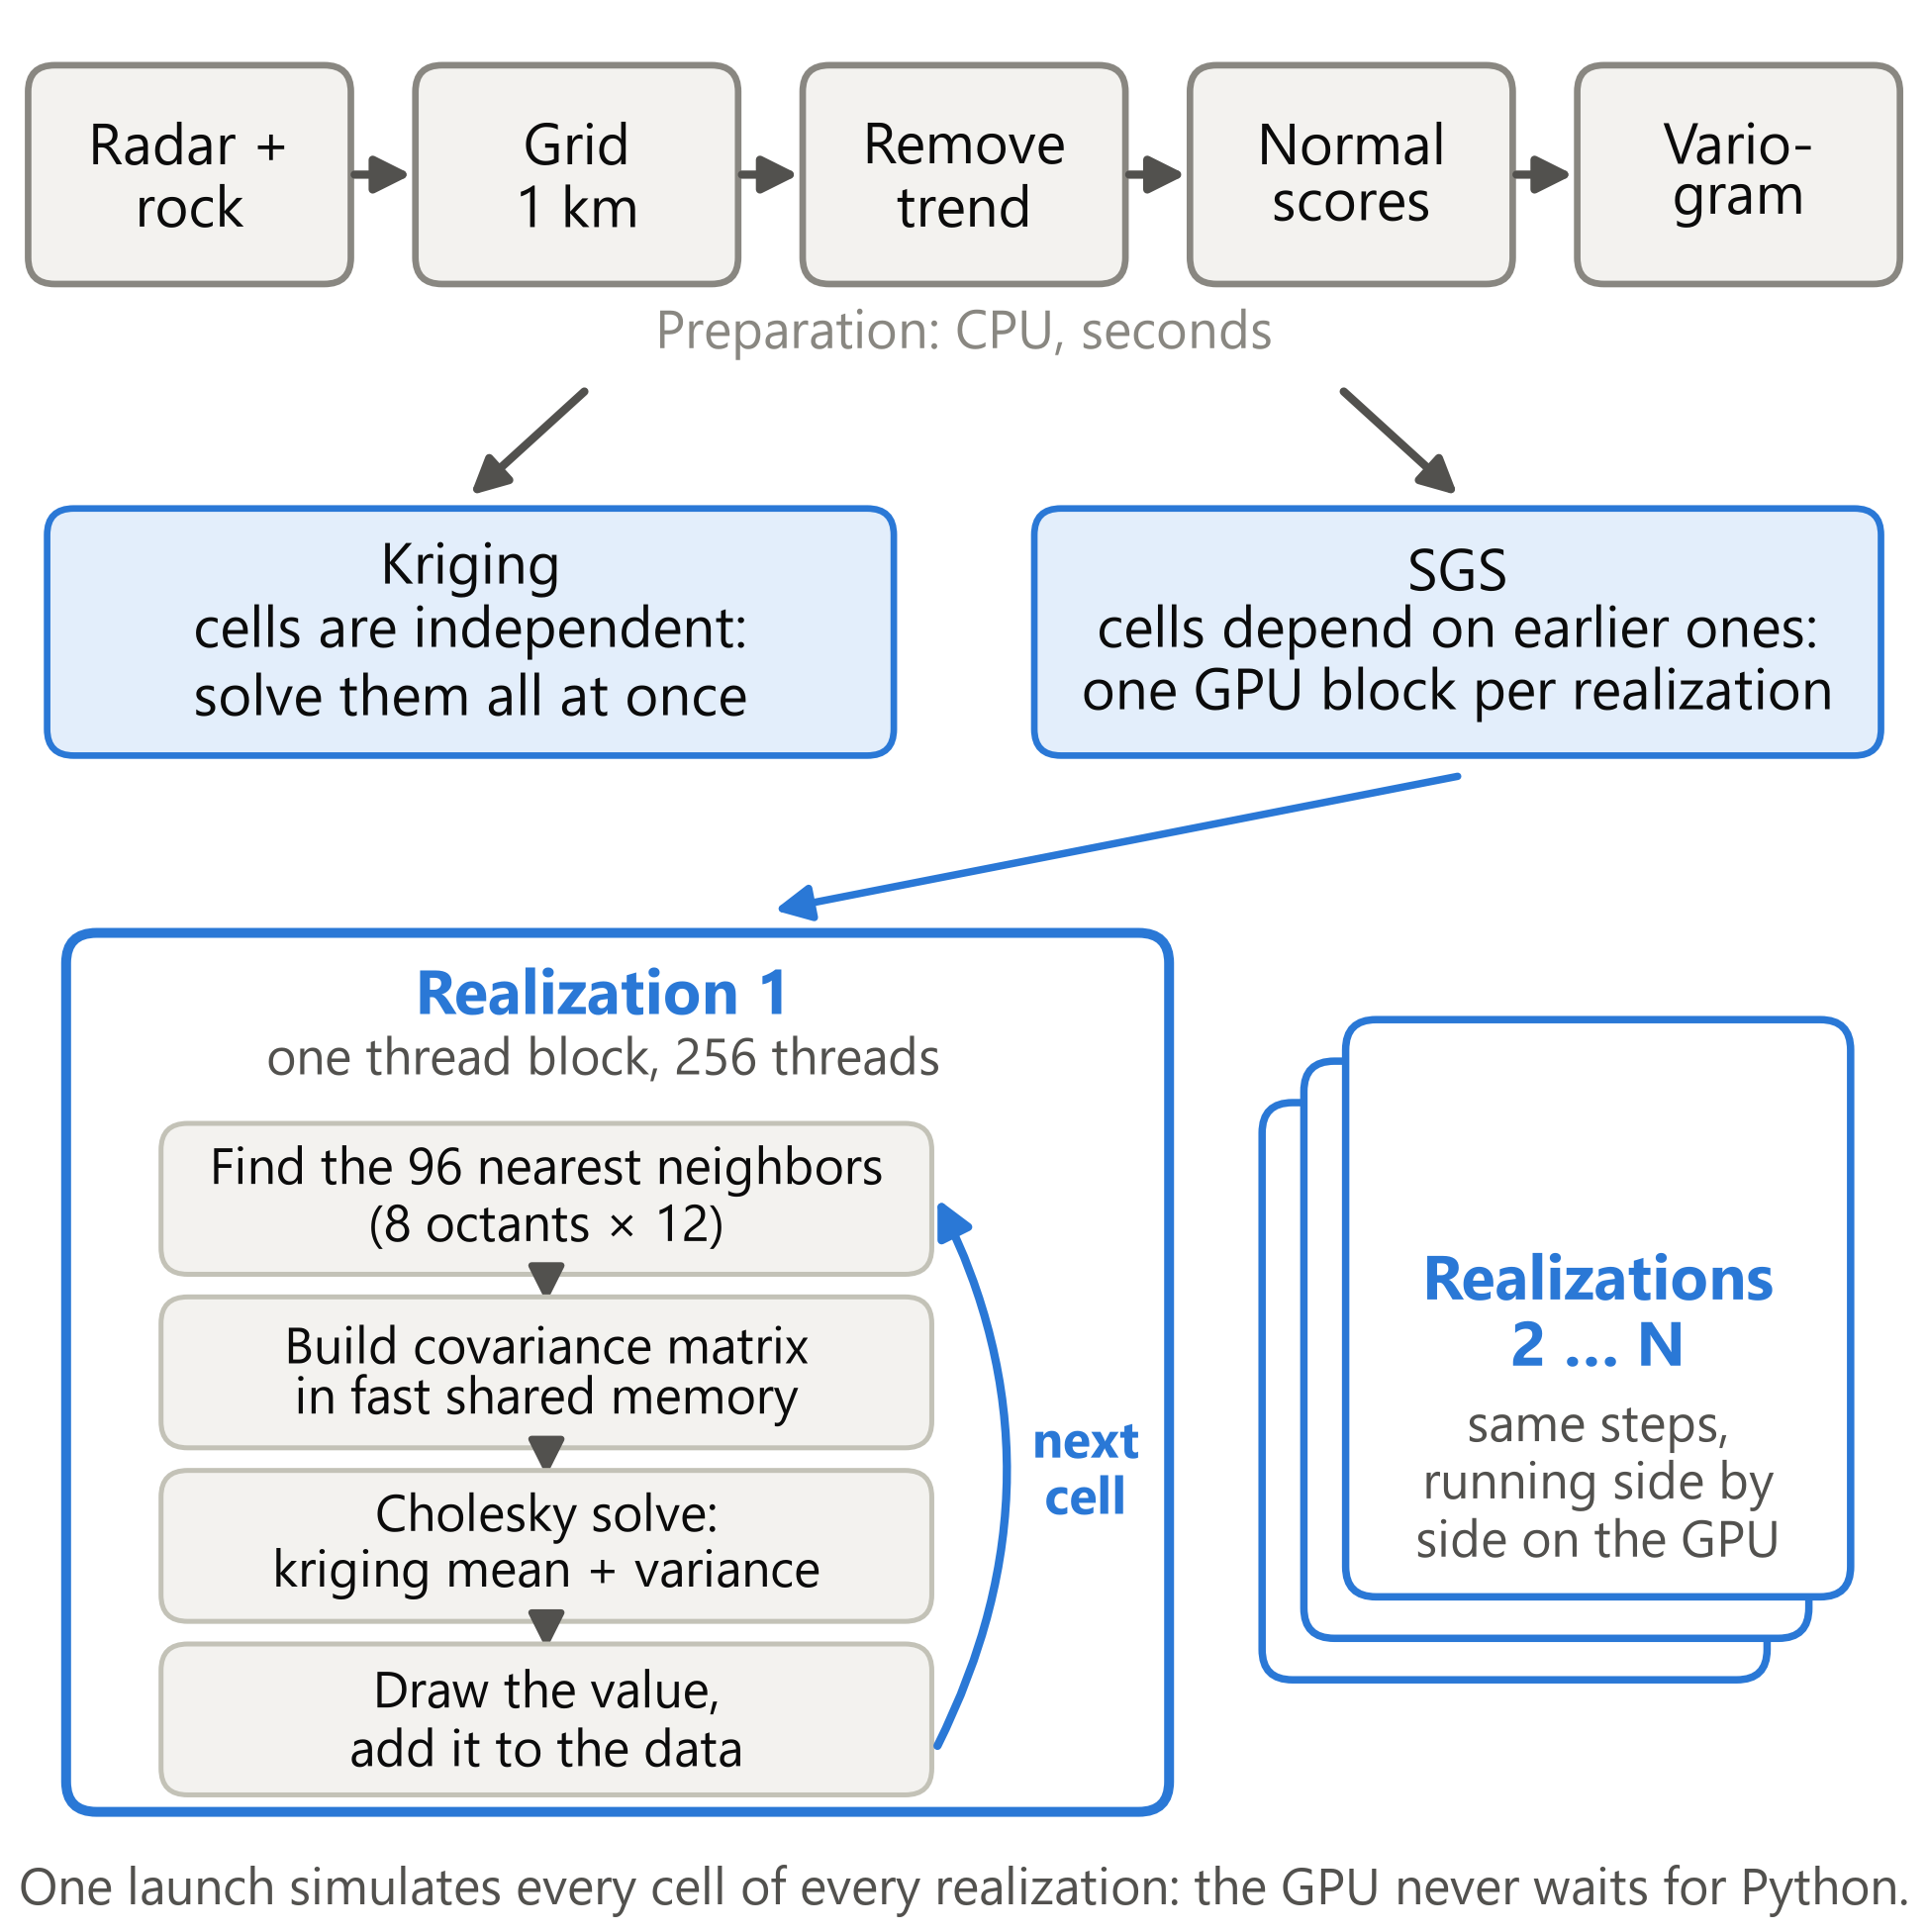 Radar +
rock
Grid
1 km
Remove
trend
Normal
scores
Vario-
gram
Preparation: CPU, seconds
Kriging
cells are independent:
solve them all at once
SGS
cells depend on earlier ones:
one GPU block per realization
Realization 1
one thread block, 256 threads
Find the 96 nearest neighbors
(8 octants × 12)
Build covariance matrix
in fast shared memory
Cholesky solve:
kriging mean + variance
Draw the value,
add it to the data
next
cell
Realizations
2 ... N
same steps,
running side by
side on the GPU
One launch simulates every cell of every realization: the GPU never waits for Python.